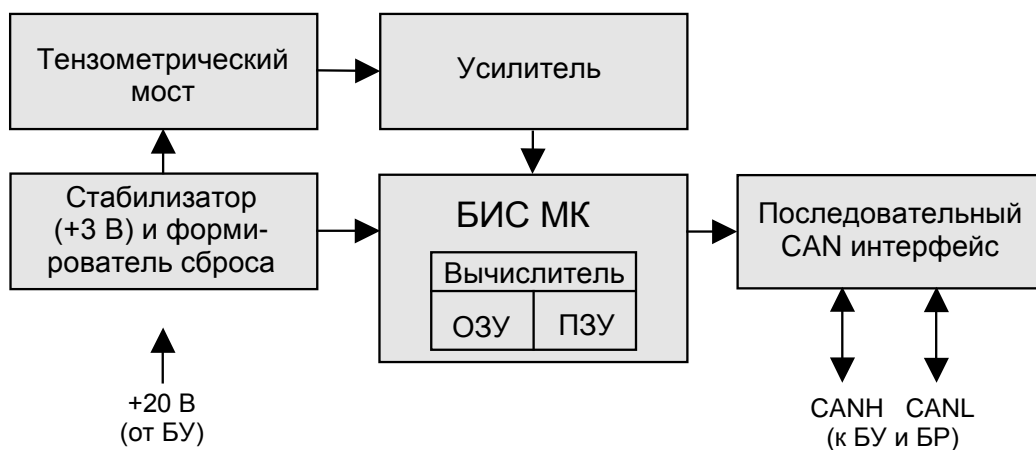 Тензометрический
мост
Усилитель
Стабилизатор
(+3 В) и форми-
рователь сброса
БИС МК
Вычислитель
ОЗУ
ПЗУ
Последовательный
CAN интерфейс
+20 В
(от БУ)
CANH CANL
(к БУ и БР)